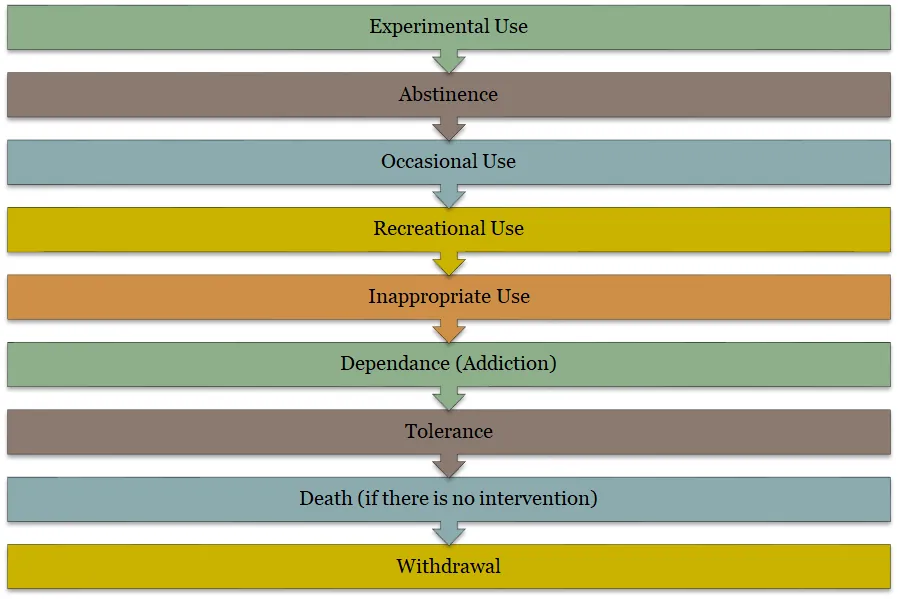 Experimental Use
Abstinence
Occasional Use
Recreational Use
Inappropriate Use
Dependance (Addiction)
Tolerance
Death (if there is no intervention)
Withdrawal